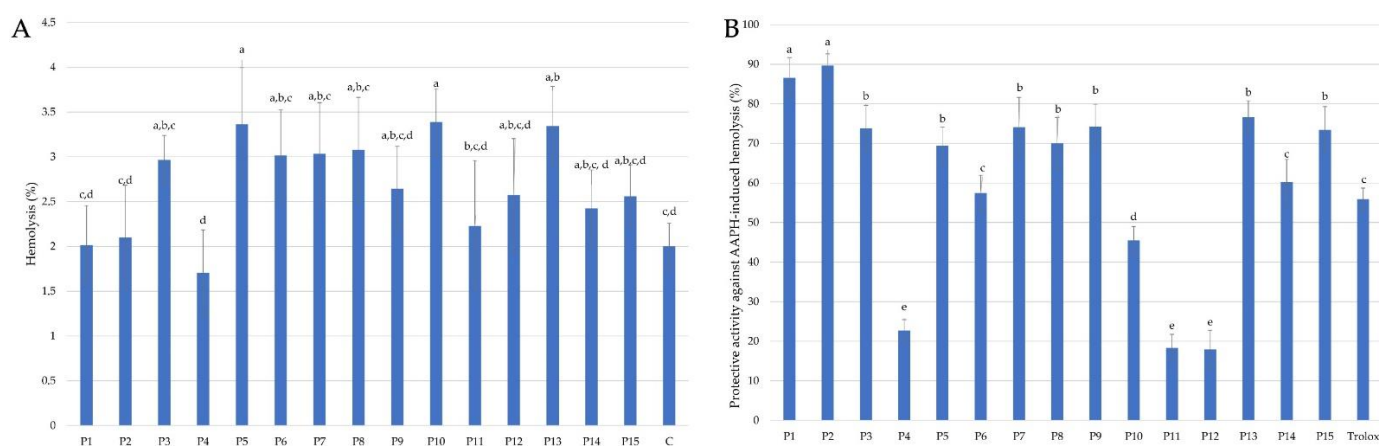 A
Hemolysis (%)
4.5
4
3.5
3
2.5
2
1.5
1
0,5
0
c,d
c,d
a,b,c
d
a
a,b,c
a,b,c
a,b,c
a,b,c,d
a
b,c,d
a,b,c,d
a,b
a,b,c, d
a,b,c,d
c,d
P1 P2 P3 P4 P5 P6 P7 P8 P9 P10 P11 P12 P13 P14 P15 C
B
Protective activity against AAPH-induced hemolysis (%)
100
90
80
70
60
50
40
30
20
10
0
a
a
b
e
b
c
b
b
b
d
e
e
b
c
b
c
P1 P2 P3 P4 P5 P6 P7 P8 P9 P10 P11 P12 P13 P14 P15 Trolox